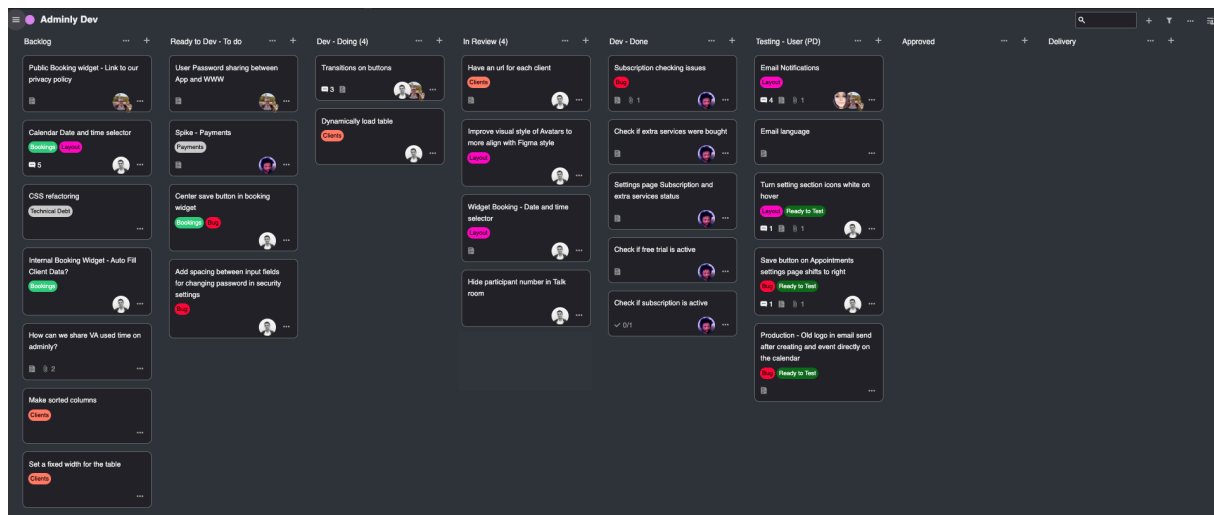 Adminly Dev
Backlog
Public Booking widget - Link to our
privacy policy
Calendar Date and time selector
Bookings Layout
5
CSS refactoring
Technical Debt
Internal Booking Widget - Auto Fill
Client Data?
Bookings
How can we share VA used time on
adminly?
2
Make sorted columns
Clients
Set a fixed width for the table
Clients
Ready to Dev - To do
User Password sharing between
App and WWW
Spike - Payments
Payments
Center save button in booking
widget
Bookings Bug
Add spacing between input fields
for changing password in security
settings
Bug
Dev - Doing (4)
Transitions on buttons
3
Dynamically load table
Clients
In Review (4)
Have an url for each client
Clients
Improve visual style of Avatars to
more align with Figma style
Layout
Widget Booking - Date and time
selector
Layout
Hide participant number in Talk
room
Dev - Done
Subscription checking issues
Bug
1
Check if extra services were bought
Settings page Subscription and
extra services status
Check if free trial is active
Check if subscription is active
0/1
Testing - User (PD)
Email Notifications
Layout
4 1
Email language
Turn setting section icons white on
hover
Layout Ready to Test
1 1
Save button on Appointments
settings page shifts to right
Bug Ready to Test
1 1
Production - Old logo in email send
after creating and event directly on
the calendar
Bug Ready to Test
Approved
Delivery